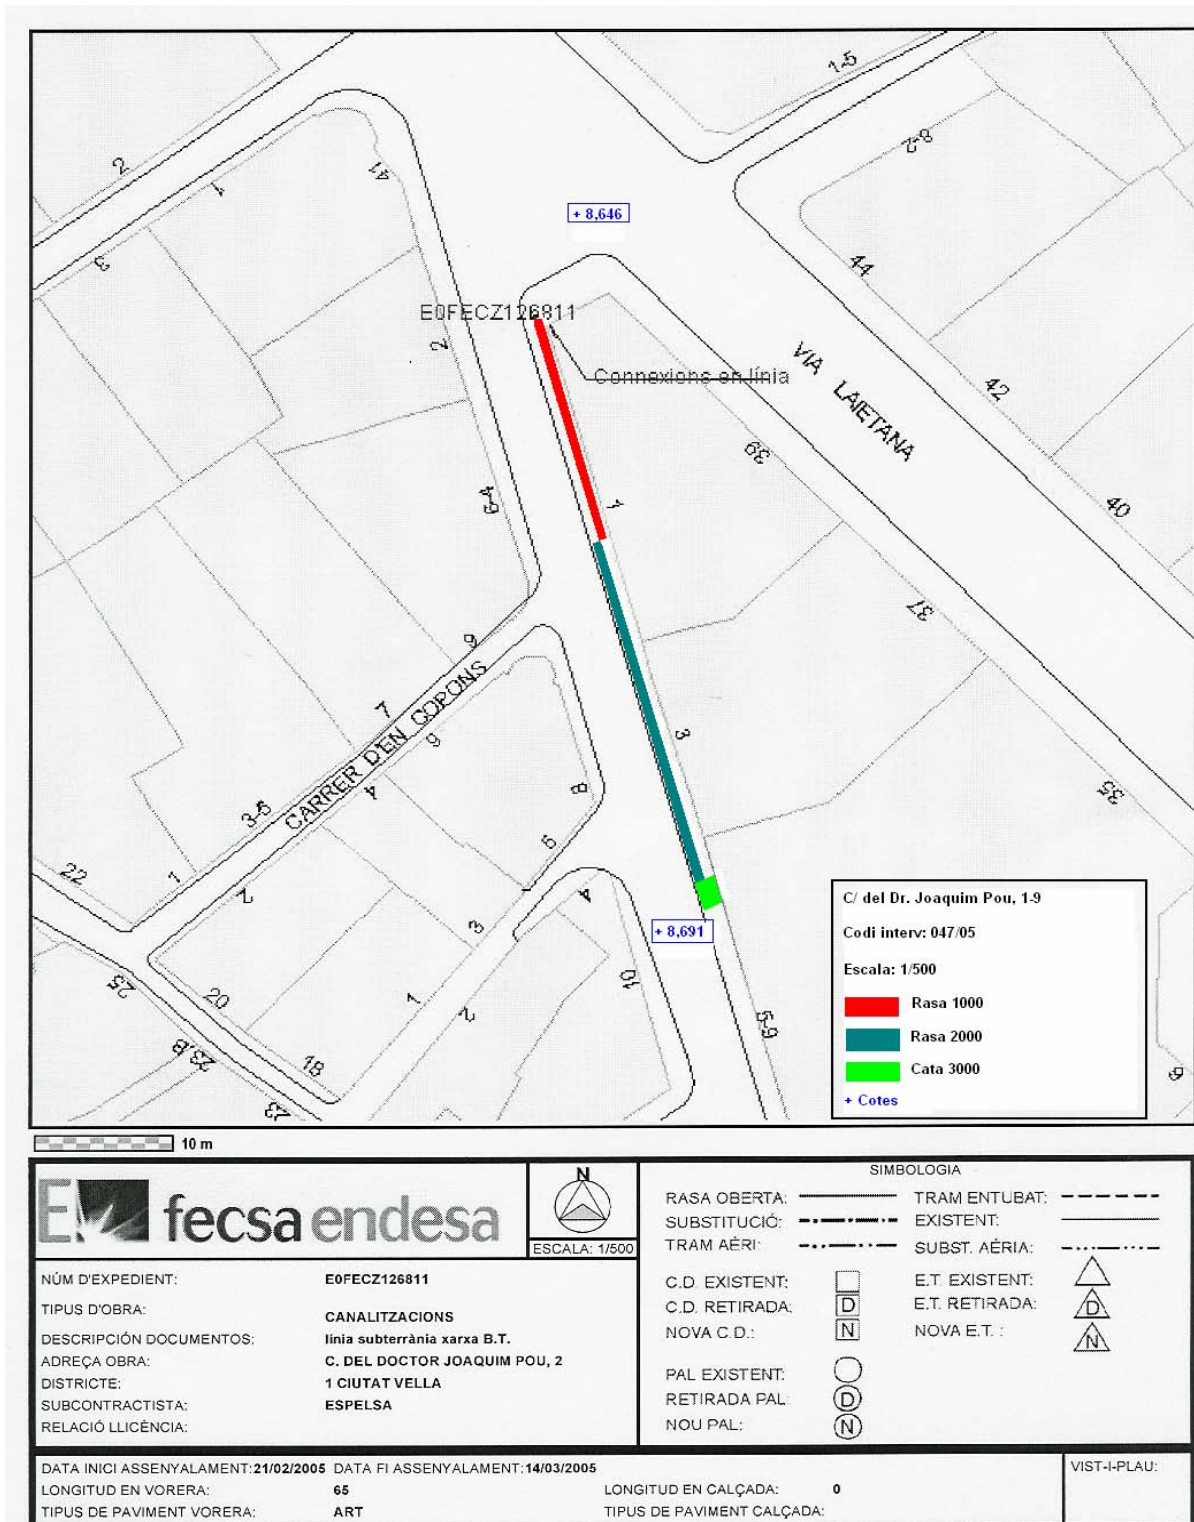 1-5
2
8-2
41
1
+ 8,646
3
44
E0FECZ126811
2
Connexions en línia
VIA LAIETANA
42
39
40
6-4
1
37
9
7
CARRER D'EN COPONS
9
3
3-5
4
8
35
5
22
1
2
4
3
C/ del Dr. Joaquim Pou, 1-9
Codi interv: 047/05
Escala: 1/500
Rasa 1000
Rasa 2000
Cata 3000
+ Cotes
+ 8,691
25
20
1
2
10
5-9
23.B
18
23
10 m
fecsa endesa
N
ESCALA: 1/500
NÚM D'EXPEDIENT: E0FECZ126811
TIPUS D'OBRA: CANALITZACIONS
DESCRIPCIÓN DOCUMENTOS: línia subterrània xarxa B.T.
ADREÇA OBRA: C. DEL DOCTOR JOAQUIM POU, 2
DISTRICTE: 1 CIUTAT VELLA
SUBCONTRACTISTA: ESPELSA
RELACIÓ LLICÈNCIA:
SIMBOLOGIA
RASA OBERTA: TRAM ENTUBAT:
SUBSTITUCIÓ: EXISTENT:
TRAM AÈRI: SUBST. AÈRIA:
C.D. EXISTENT: E.T. EXISTENT:
C.D. RETIRADA: D E.T. RETIRADA: D
NOVA C.D.: N NOVA E.T. : N
PAL EXISTENT:
RETIRADA PAL: D
NOU PAL: N
DATA INICI ASSENYALAMENT: 21/02/2005 DATA FI ASSENYALAMENT: 14/03/2005
LONGITUD EN VORERA: 65 LONGITUD EN CALÇADA: 0
TIPUS DE PAVIMENT VORERA: ART TIPUS DE PAVIMENT CALÇADA:
VIST-I-PLAU: